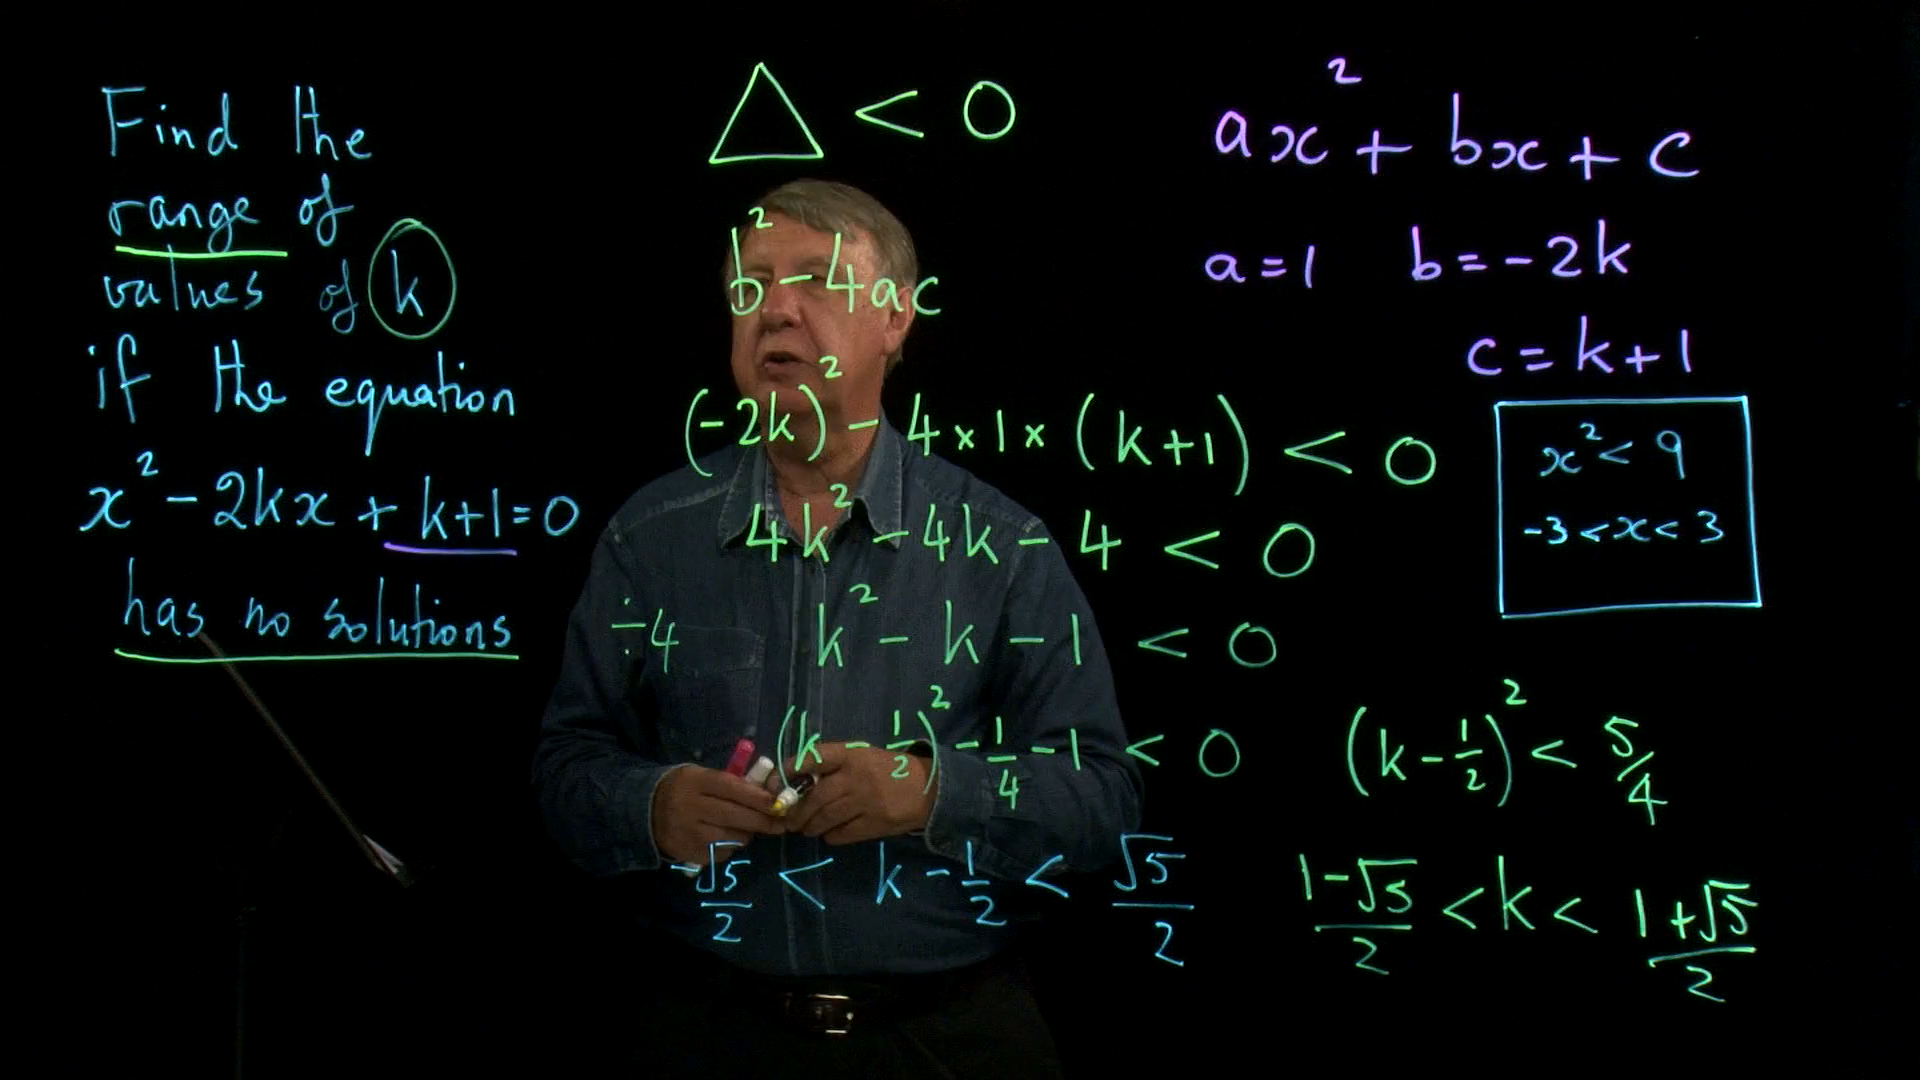 Find the
range of
values of k
if the equation
x² - 2kx + k+1 = 0
has no solutions
△ < 0
b² - 4ac
(-2k)² - 4 × 1 × (k+1) < 0
4k² - 4k - 4 < 0
÷4 k² - k - 1 < 0
(k - 1/2)² - 1/4 - 1 < 0
(k - 1/2)² < 5/4
-√5/2 < k - 1/2 < √5/2
(1-√5)/2 < k < (1+√5)/2
ax² + bx + c
a = 1 b = -2k
c = k+1
x² < 9
-3 < x < 3